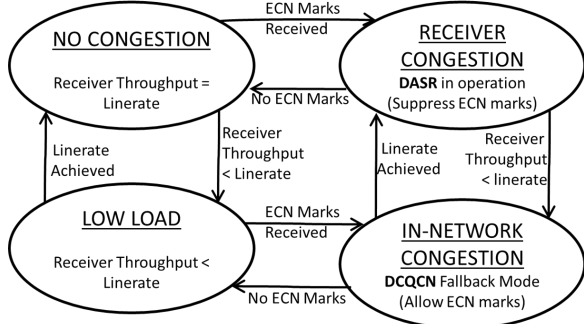 NO CONGESTION
Receiver Throughput =
Linerate
ECN Marks
Received
No ECN Marks
RECEIVER
CONGESTION
DASR in operation
(Suppress ECN marks)
Linerate
Achieved
Receiver
Throughput
< Linerate
Linerate
Achieved
Receiver
Throughput
< linerate
LOW LOAD
Receiver Throughput <
Linerate
ECN Marks
Received
No ECN Marks
IN-NETWORK
CONGESTION
DCQCN Fallback Mode
(Allow ECN marks)